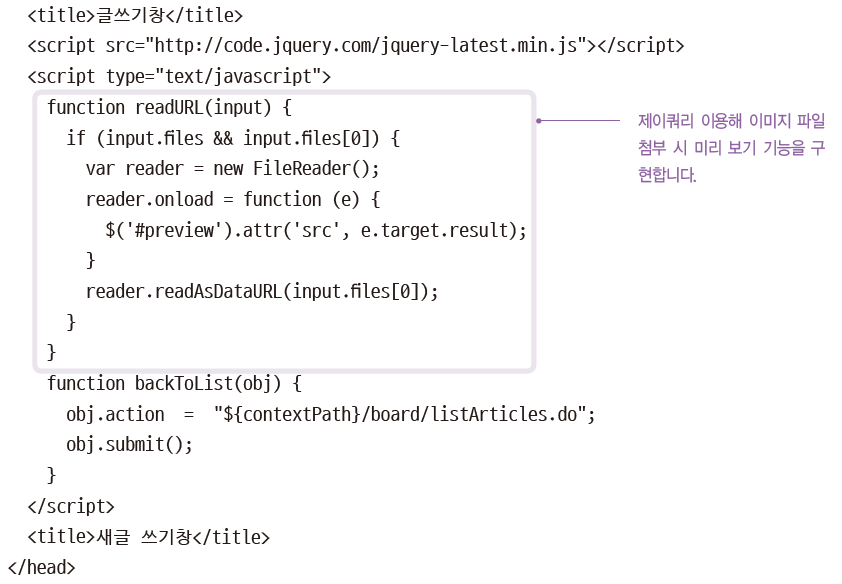 <title>글쓰기창</title>
<script src="http://code.jquery.com/jquery-latest.min.js"></script>
<script type="text/javascript">
function readURL(input) {
if (input.files && input.files[0]) {
var reader = new FileReader();
reader.onload = function (e) {
$('#preview').attr('src', e.target.result);
}
reader.readAsDataURL(input.files[0]);
}
}
제이쿼리 이용해 이미지 파일
첨부 시 미리 보기 기능을 구
현합니다.
function backToList(obj) {
obj.action = "${contextPath}/board/listArticles.do";
obj.submit();
}
</script>
<title>새글 쓰기창</title>
</head>